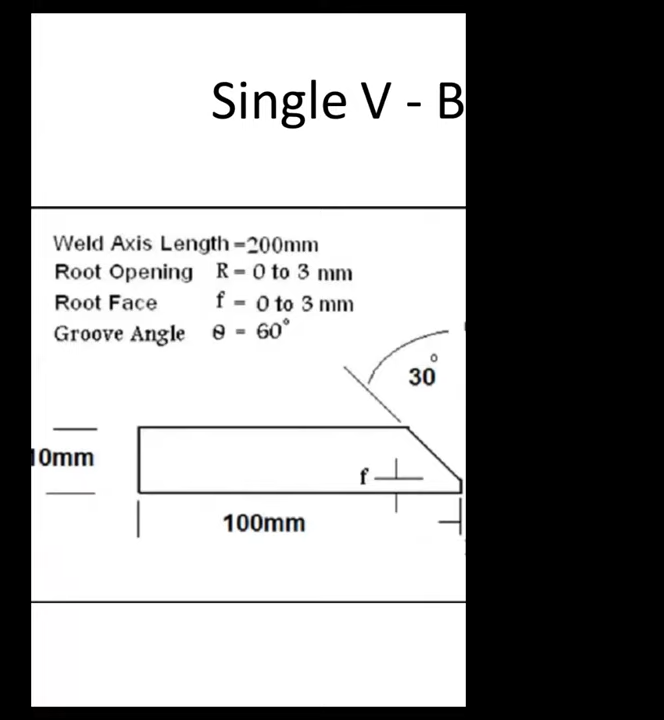 Single V - B
Weld Axis Length =200mm
Root Opening R = 0 to 3 mm
Root Face f = 0 to 3 mm
Groove Angle θ = 60°
30°
10mm
f
100mm